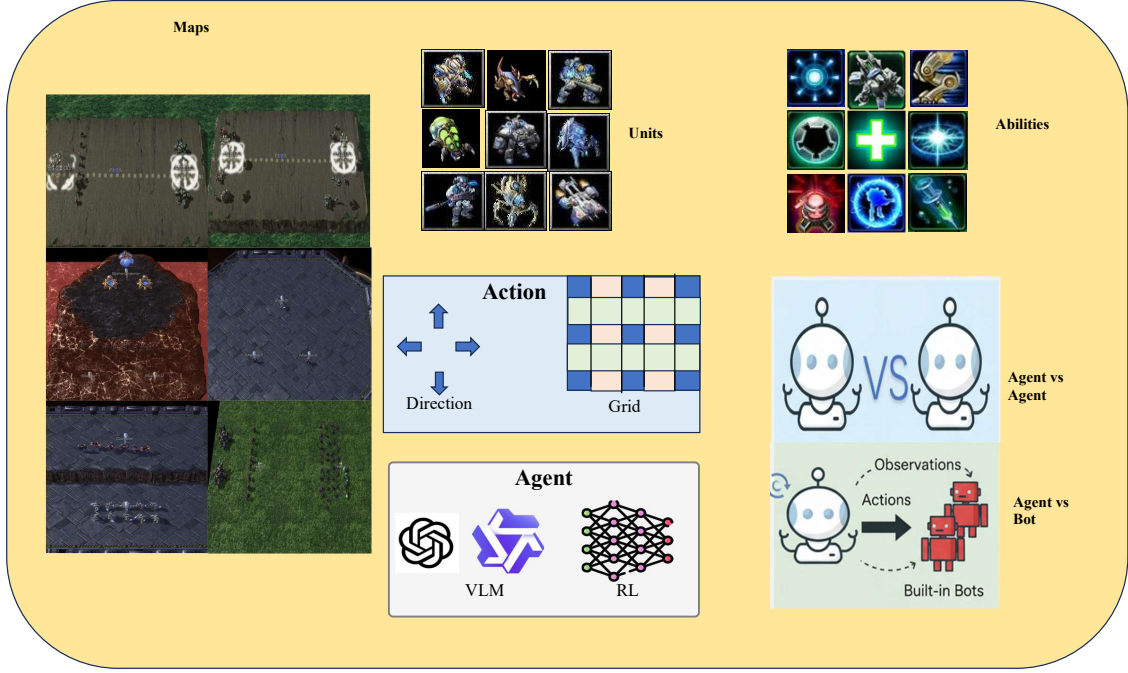 Maps
Units
Abilities
Action
Direction
Grid
Agent
VLM
RL
VS
Agent vs
Agent
Observations
Actions
Built-in Bots
Agent vs
Bot